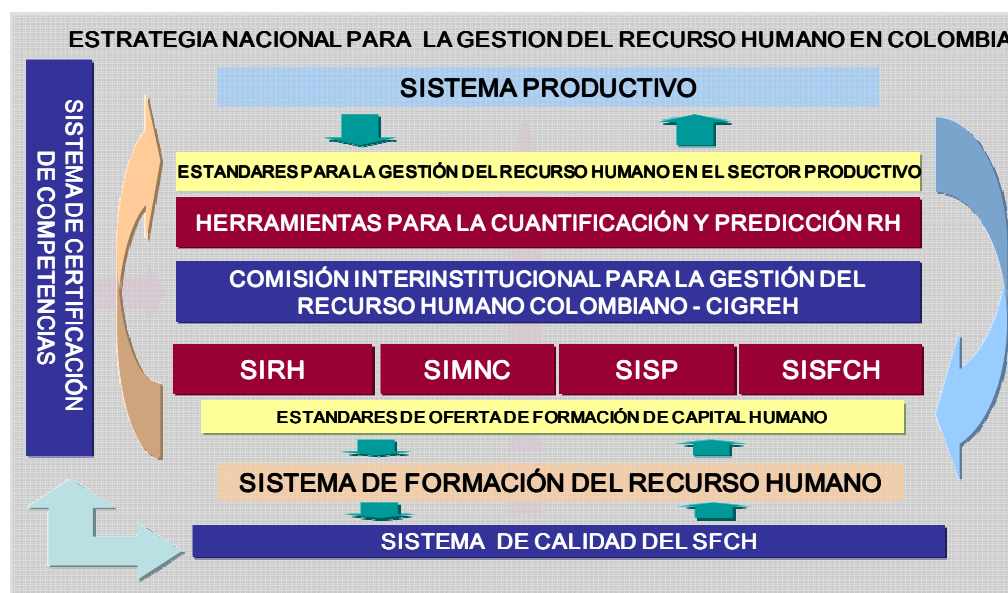 ESTRATEGIA NACIONAL PARA LA GESTION DEL RECURSO HUMANO EN COLOMBIA
SISTEMA DE CERTIFICACIÓN
DE COMPETENCIAS
SISTEMA PRODUCTIVO
ESTANDARES PARA LA GESTIÓN DEL RECURSO HUMANO EN EL SECTOR PRODUCTIVO
HERRAMIENTAS PARA LA CUANTIFICACIÓN Y PREDICCIÓN RH
COMISIÓN INTERINSTITUCIONAL PARA LA GESTIÓN DEL
RECURSO HUMANO COLOMBIANO - CIGREH
SIRH
SIMNC
SISP
SISFCH
ESTANDARES DE OFERTA DE FORMACIÓN DE CAPITAL HUMANO
SISTEMA DE FORMACIÓN DEL RECURSO HUMANO
SISTEMA DE CALIDAD DEL SFCH